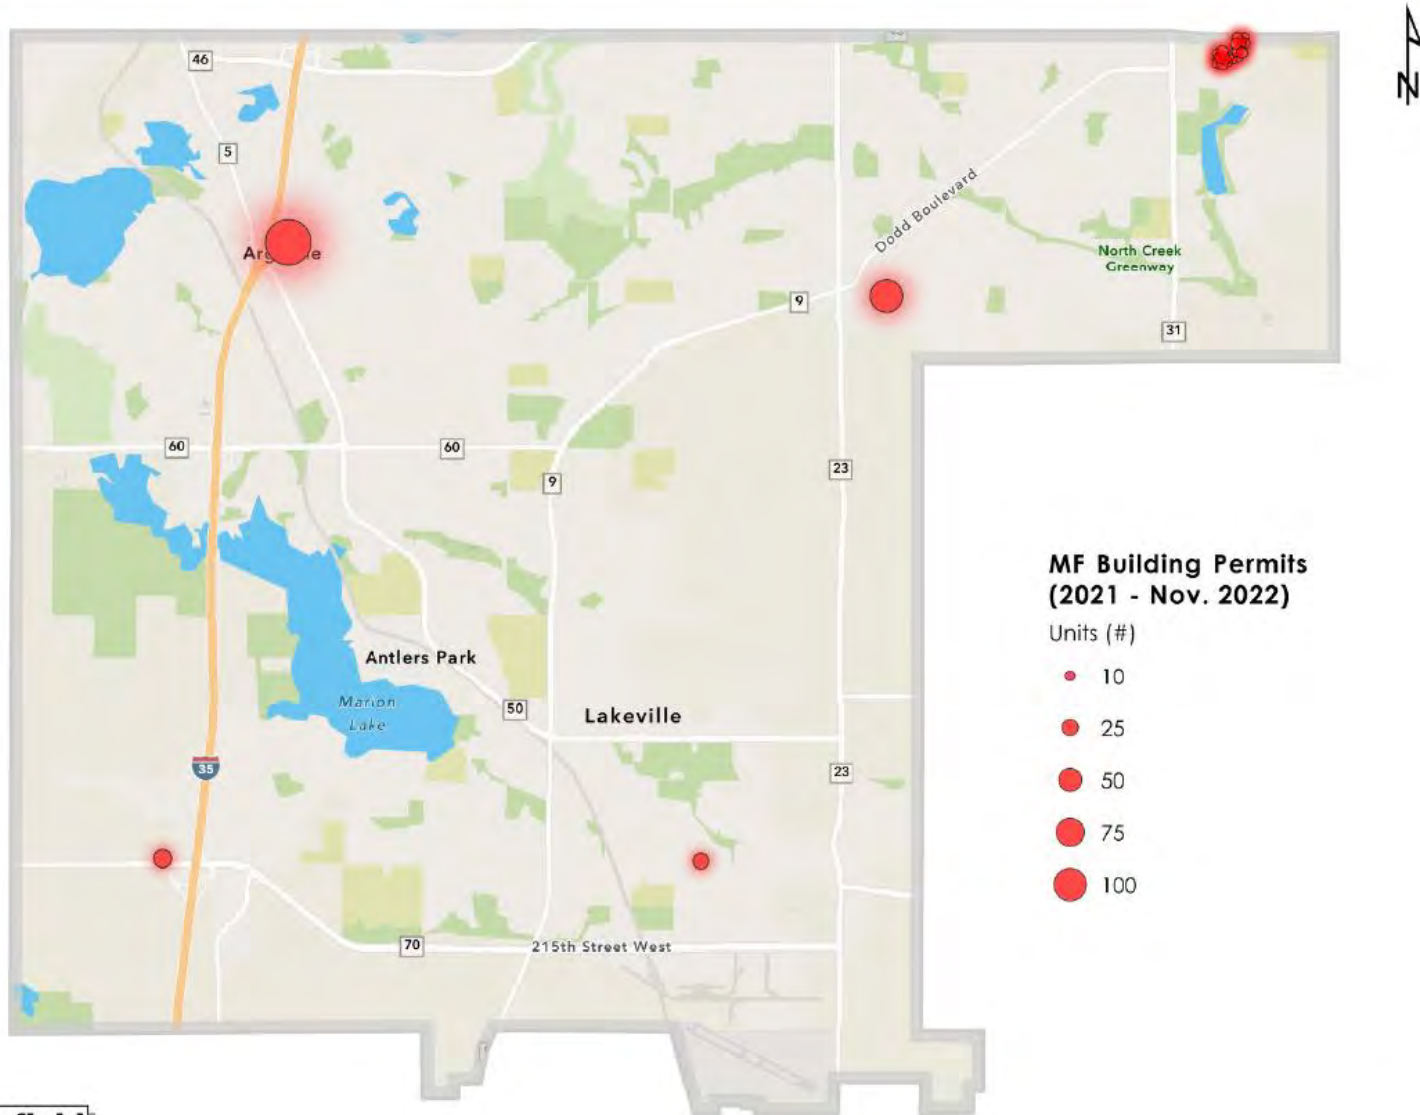 N
46
5
Dodd Boulevard
North Creek
Greenway
9
31
60
60
9
23
MF Building Permits
(2021 - Nov. 2022)
Units (#)
10
25
50
75
100
Antlers Park
Marion
Lake
50
Lakeville
35
23
70
215th Street West